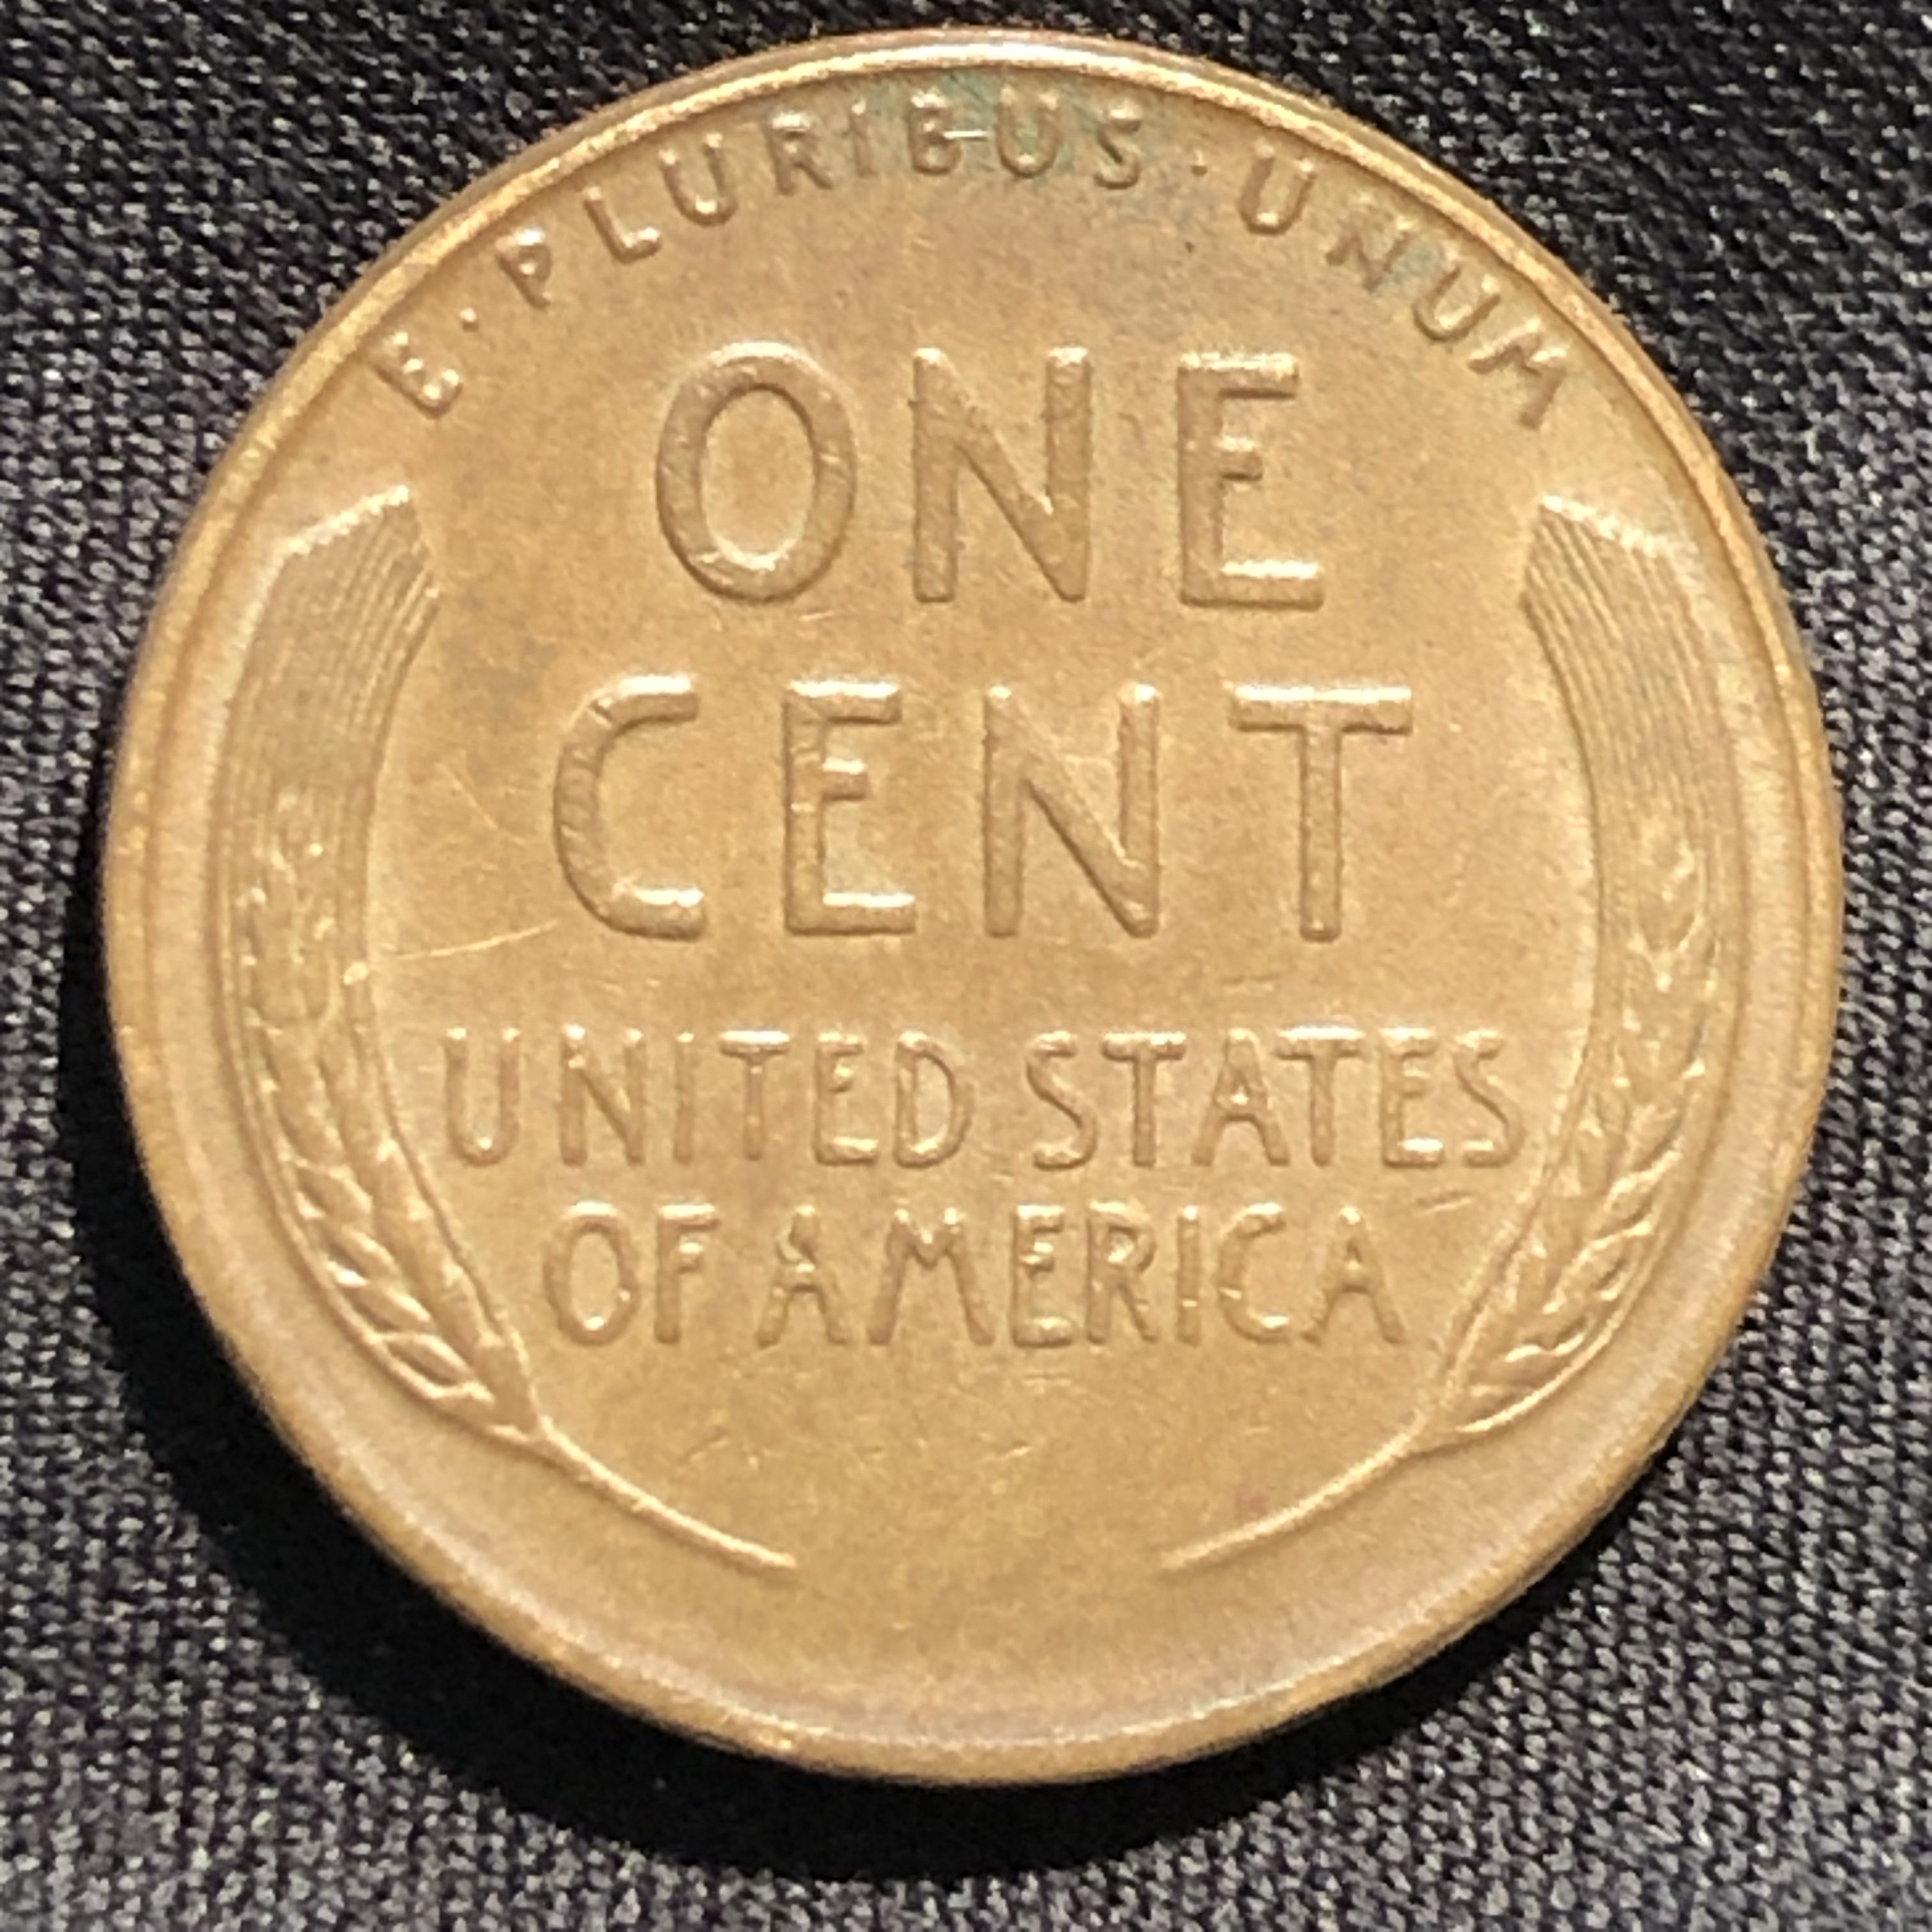 E·PLURIBUS·UNUM
ONE
CENT
UNITED STATES
OF AMERICA